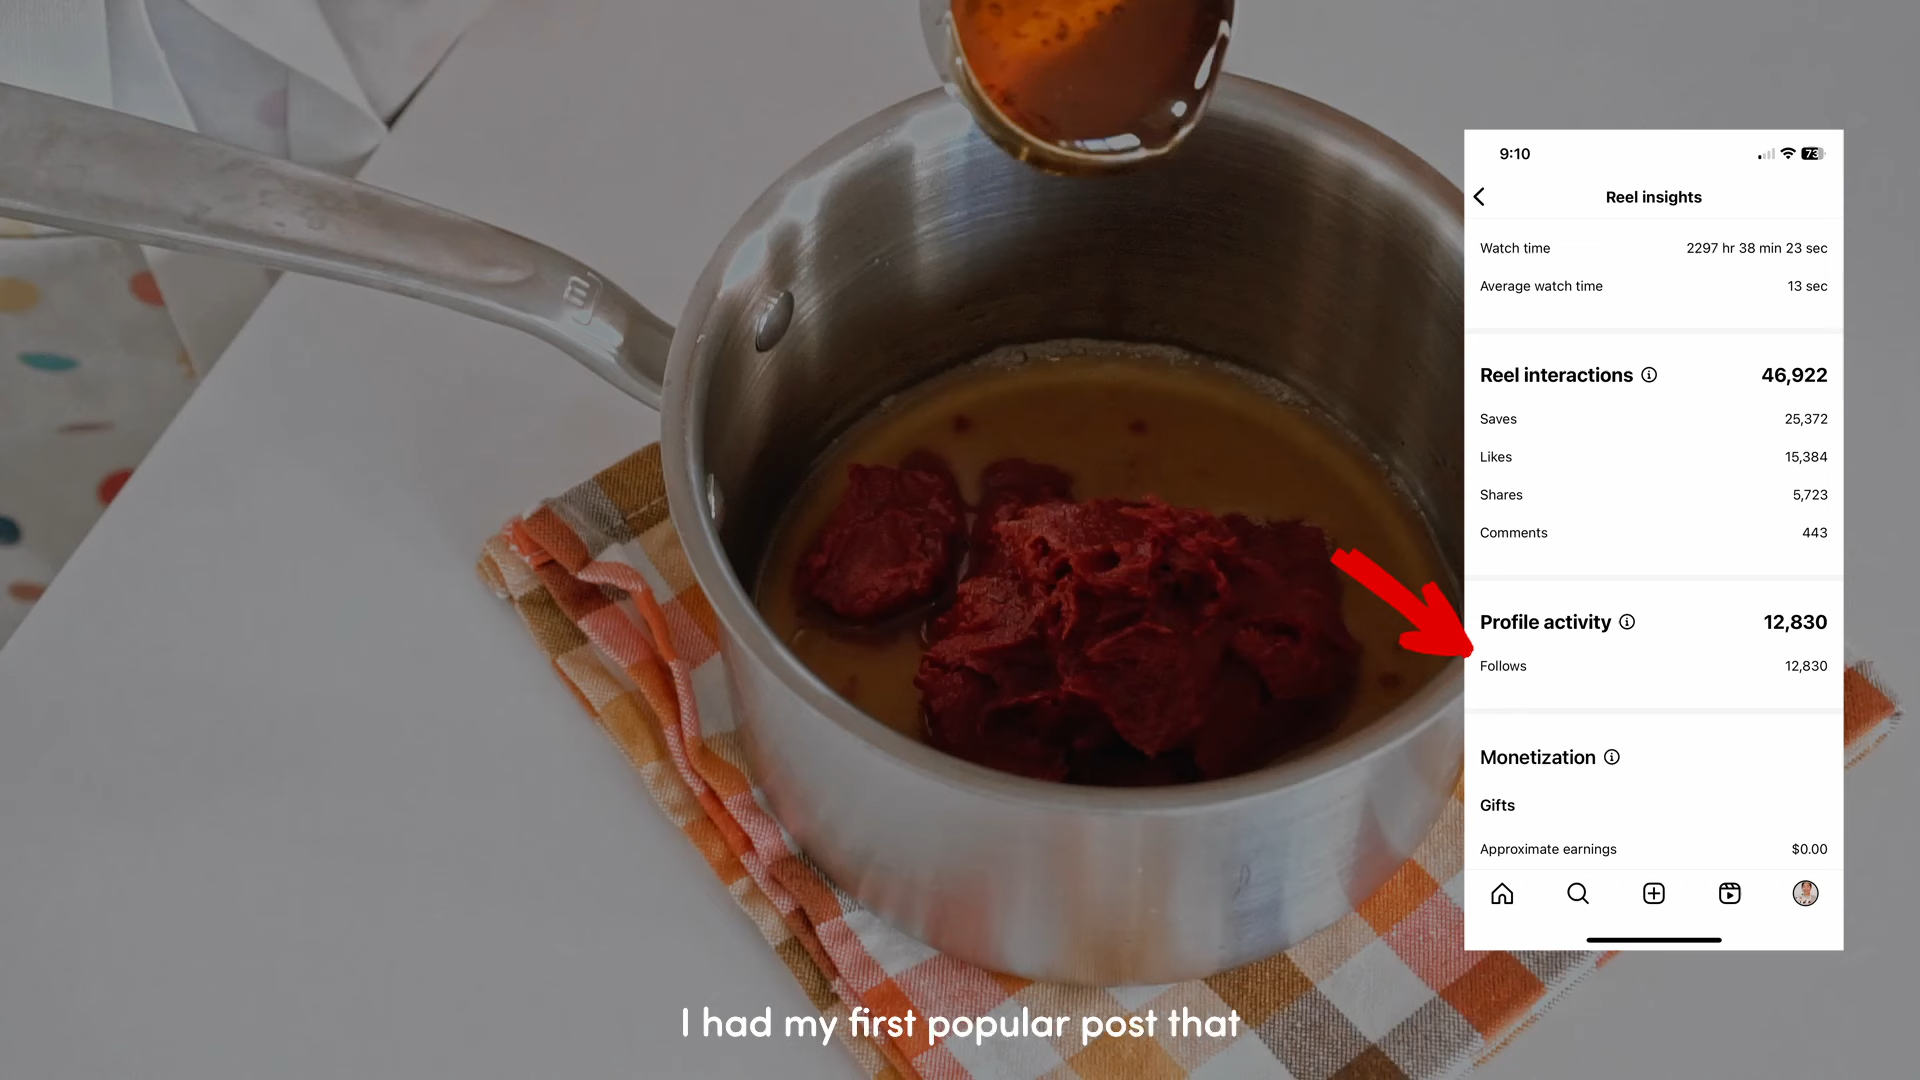 9:10
73
Reel insights
Watch time 2297 hr 38 min 23 sec
Average watch time 13 sec
Reel interactions 46,922
Saves 25,372
Likes 15,384
Shares 5,723
Comments 443
Profile activity 12,830
Follows 12,830
Monetization
Gifts
Approximate earnings $0.00
m
I had my first popular post that